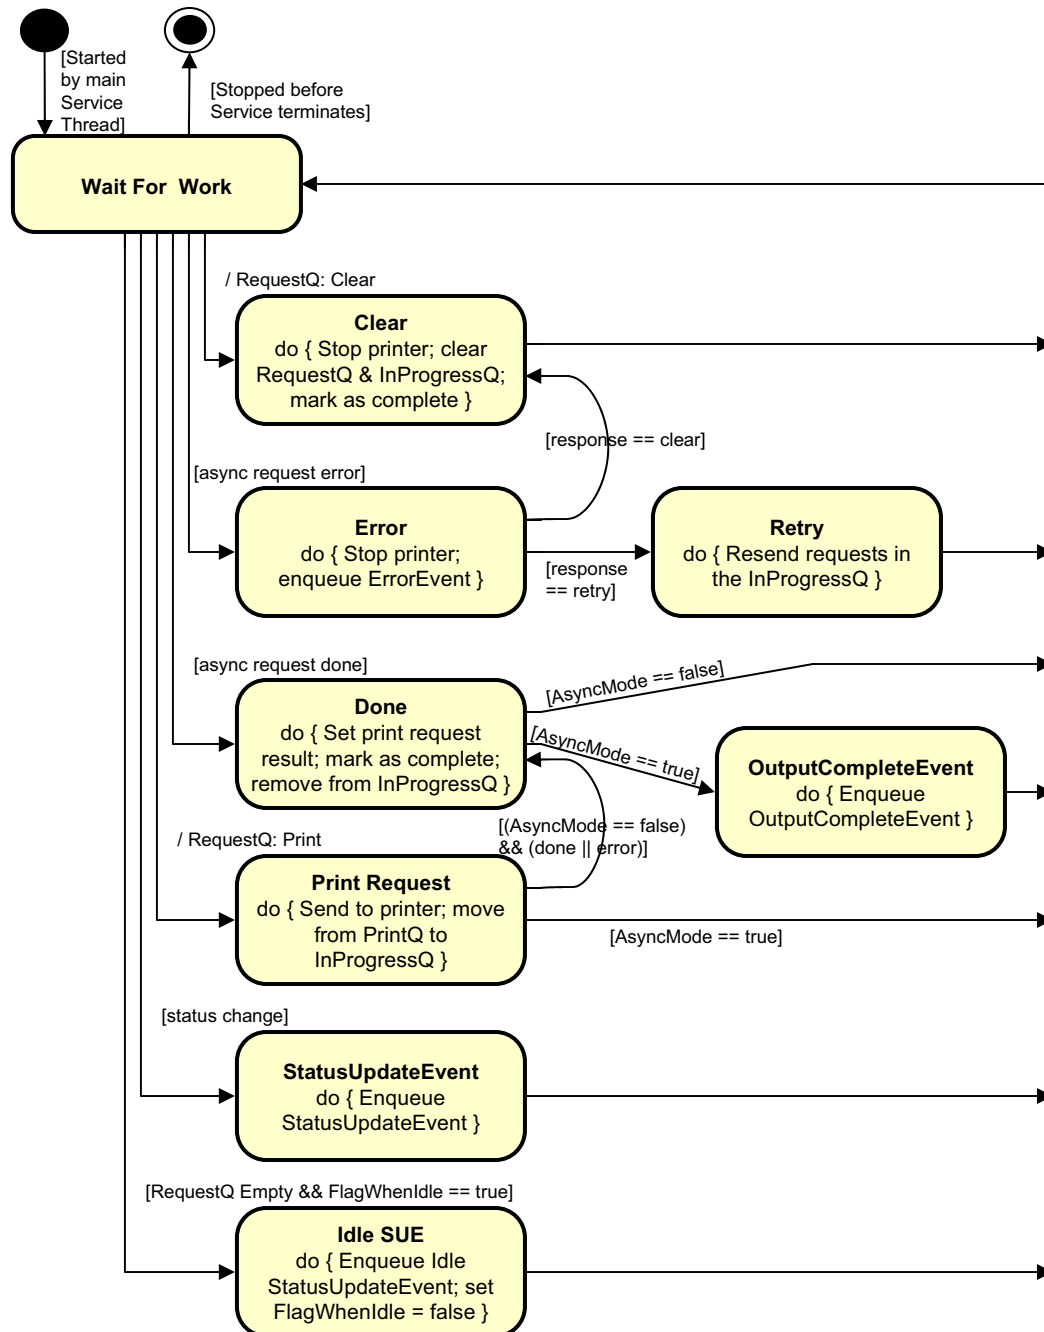 [Started
by main
Service
Thread]
[Stopped before
Service terminates]
Wait For  Work
/ RequestQ: Clear
Clear
do { Stop printer; clear
RequestQ & InProgressQ;
mark as complete }
[response == clear]
[async request error]
Error
do { Stop printer;
enqueue ErrorEvent }
[response
== retry]
Retry
do { Resend requests in
the InProgressQ }
[async request done]
Done
do { Set print request
result; mark as complete;
remove from InProgressQ }
[AsyncMode == false]
[AsyncMode == true]
OutputCompleteEvent
do { Enqueue
OutputCompleteEvent }
[(AsyncMode == false)
&& (done || error)]
/ RequestQ: Print
Print Request
do { Send to printer; move
from PrintQ to
InProgressQ }
[AsyncMode == true]
[status change]
StatusUpdateEvent
do { Enqueue
StatusUpdateEvent }
[RequestQ Empty && FlagWhenIdle == true]
Idle SUE
do { Enqueue Idle
StatusUpdateEvent; set
FlagWhenIdle = false }